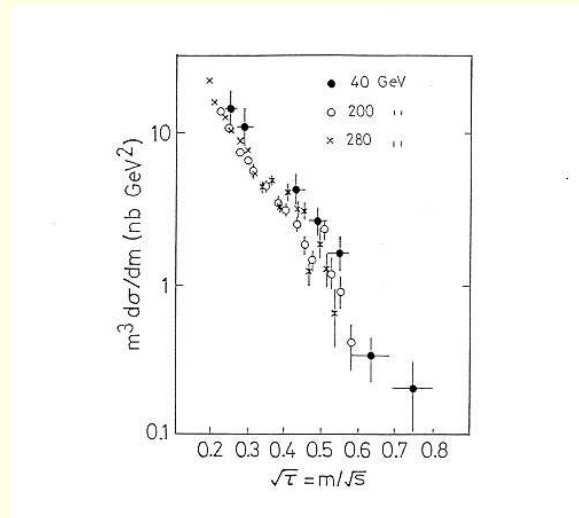 ● 40 GeV
○ 200 "
× 280 "
10
1
0.1
m³ dσ/dm (nb GeV²)
0.2 0.3 0.4 0.5 0.6 0.7 0.8
√τ = m/√s